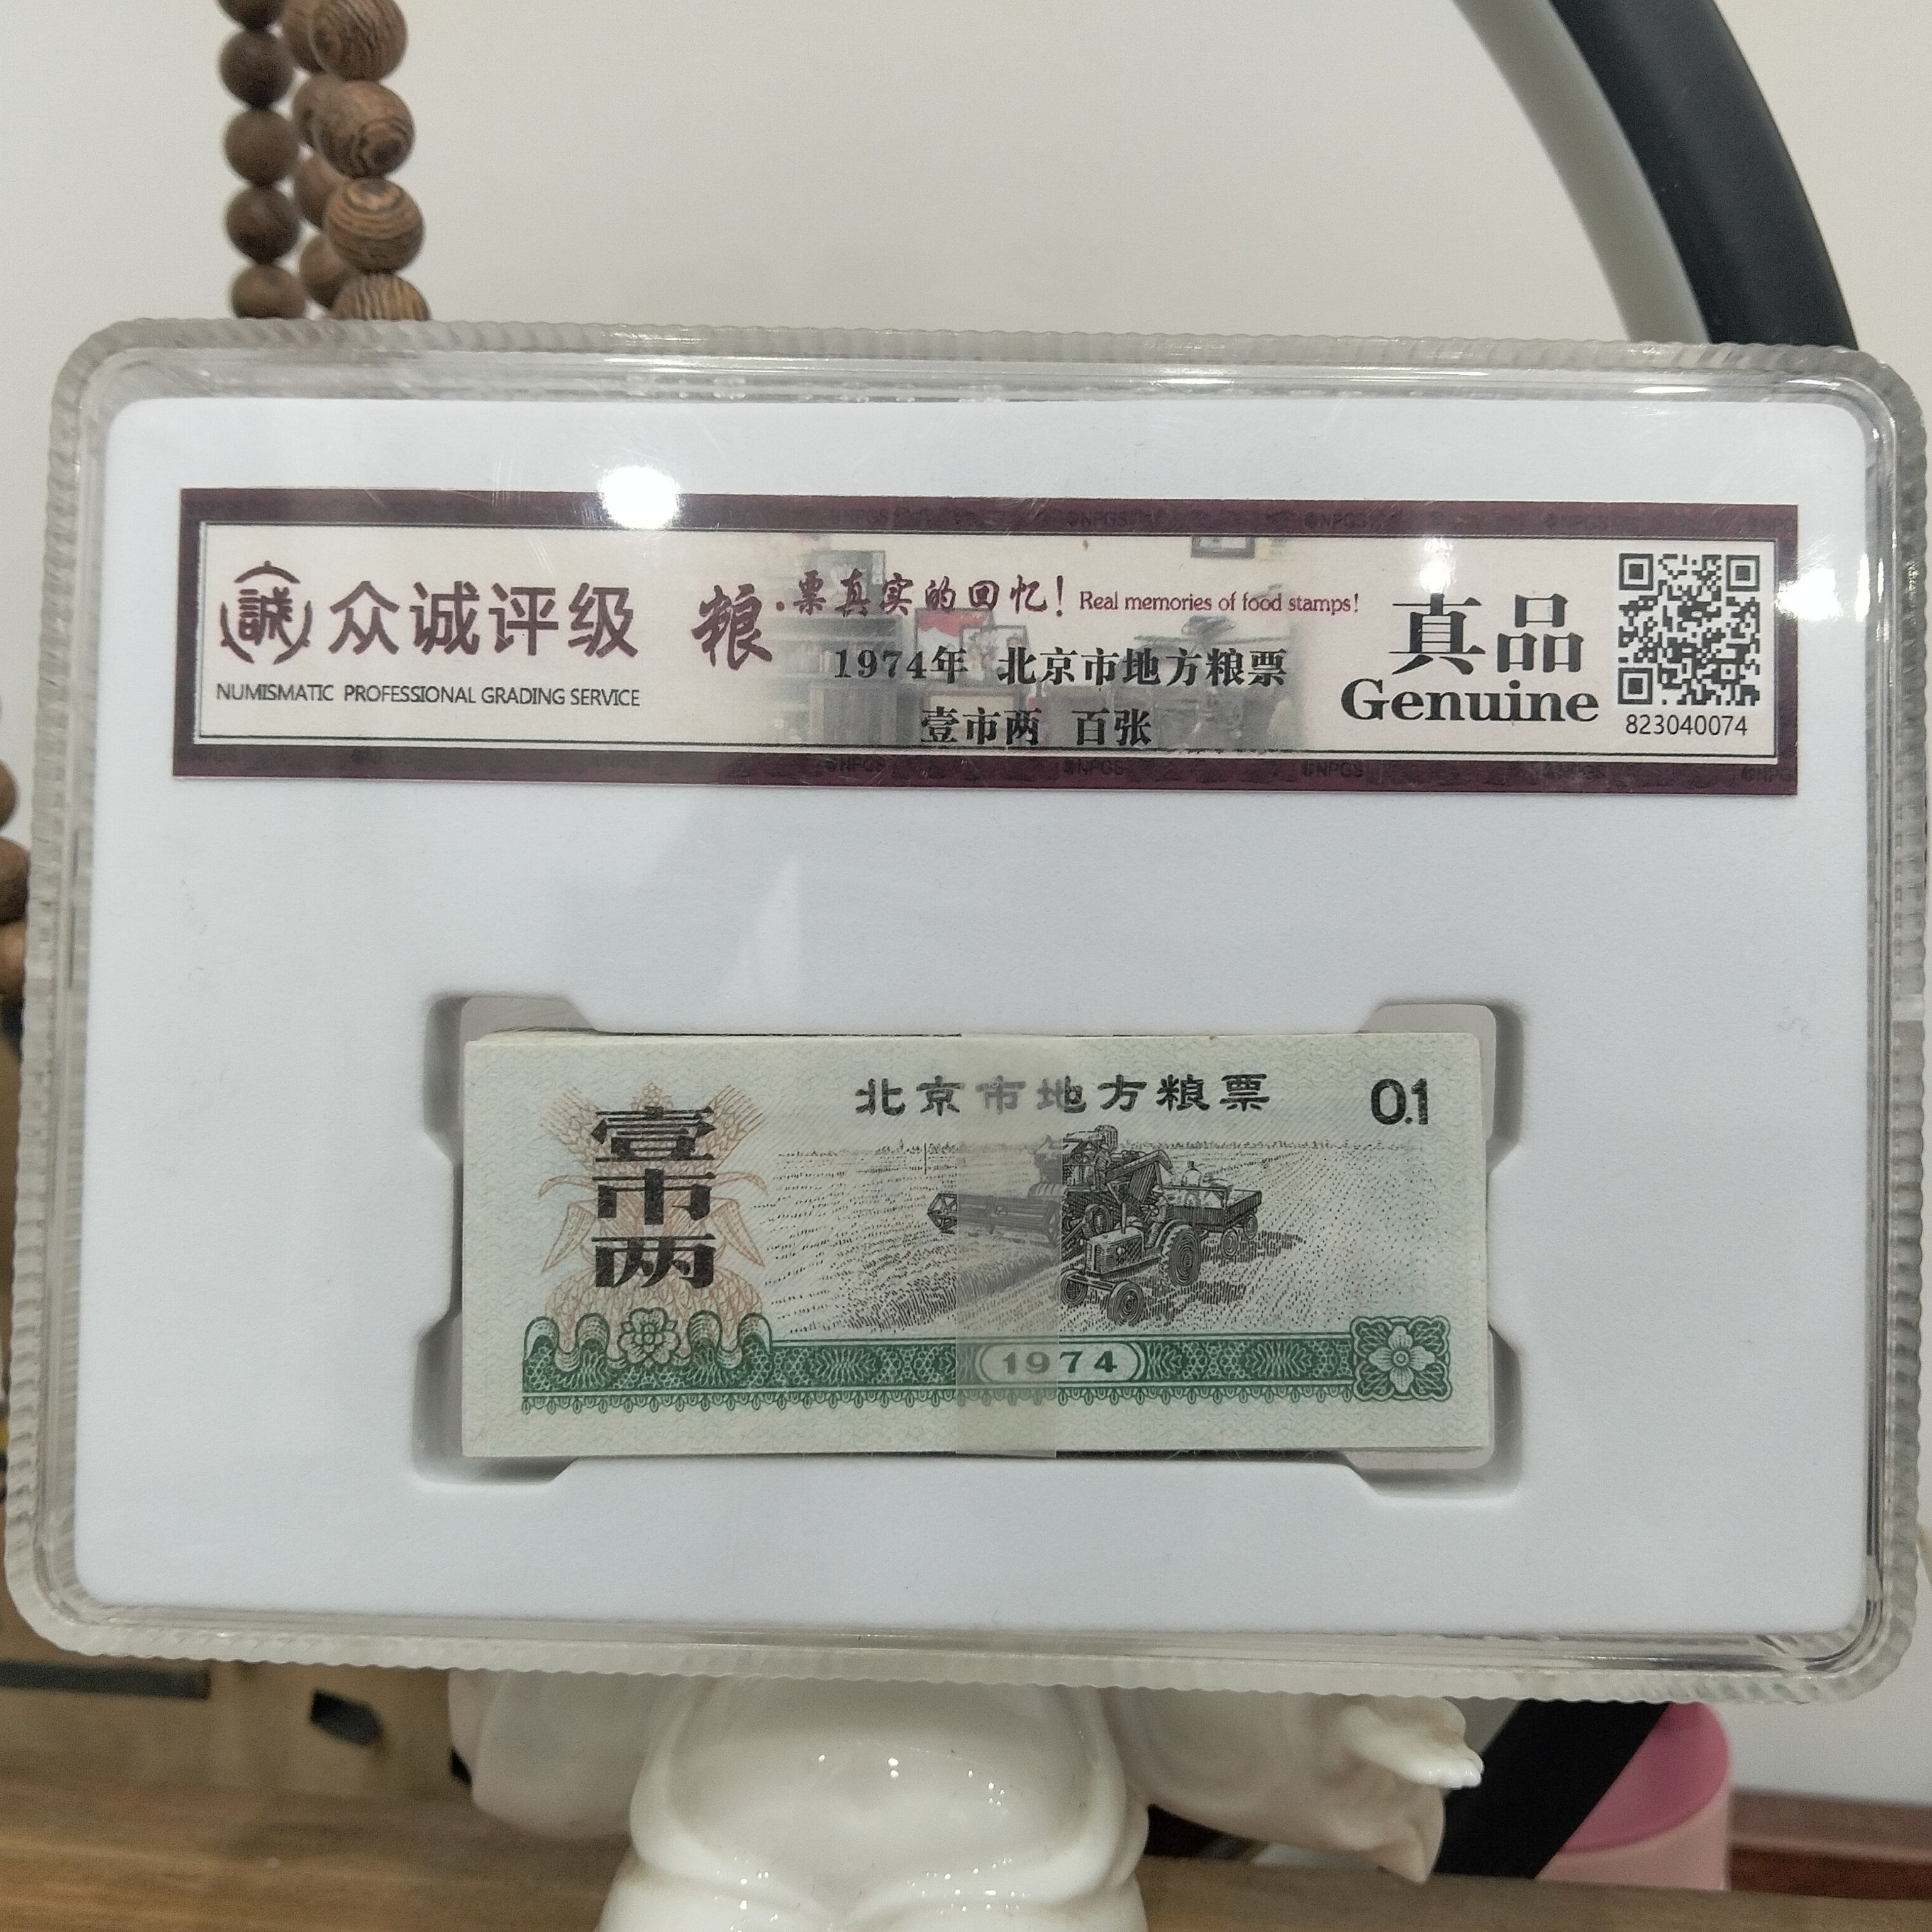 誠 众诚评级
NUMISMATIC PROFESSIONAL GRADING SERVICE
粮·票真实的回忆! Real memories of food stamps!
1974年 北京市地方粮票
壹市两 百张
真品
Genuine
823040074
北京市地方粮票
0.1
壹市两
1974